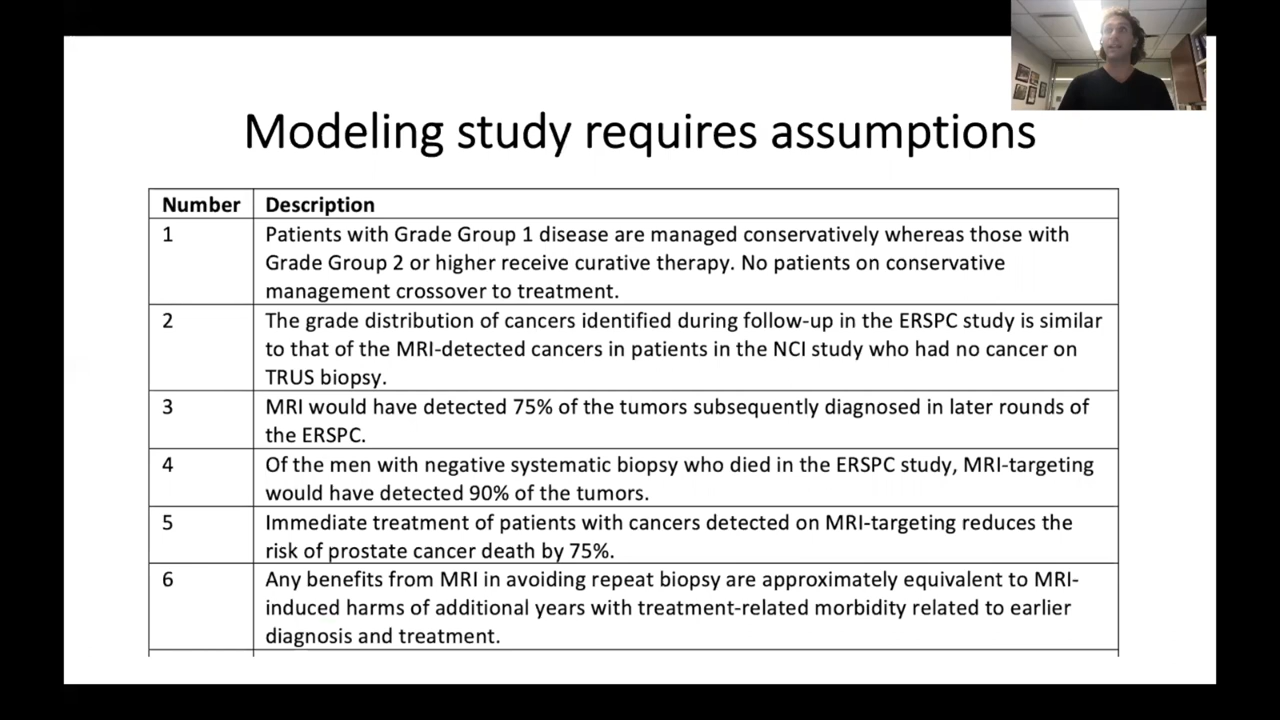 Modeling study requires assumptions
Number Description
1 Patients with Grade Group 1 disease are managed conservatively whereas those with
Grade Group 2 or higher receive curative therapy. No patients on conservative
management crossover to treatment.
2 The grade distribution of cancers identified during follow-up in the ERSPC study is similar
to that of the MRI-detected cancers in patients in the NCI study who had no cancer on
TRUS biopsy.
3 MRI would have detected 75% of the tumors subsequently diagnosed in later rounds of
the ERSPC.
4 Of the men with negative systematic biopsy who died in the ERSPC study, MRI-targeting
would have detected 90% of the tumors.
5 Immediate treatment of patients with cancers detected on MRI-targeting reduces the
risk of prostate cancer death by 75%.
6 Any benefits from MRI in avoiding repeat biopsy are approximately equivalent to MRI-
induced harms of additional years with treatment-related morbidity related to earlier
diagnosis and treatment.